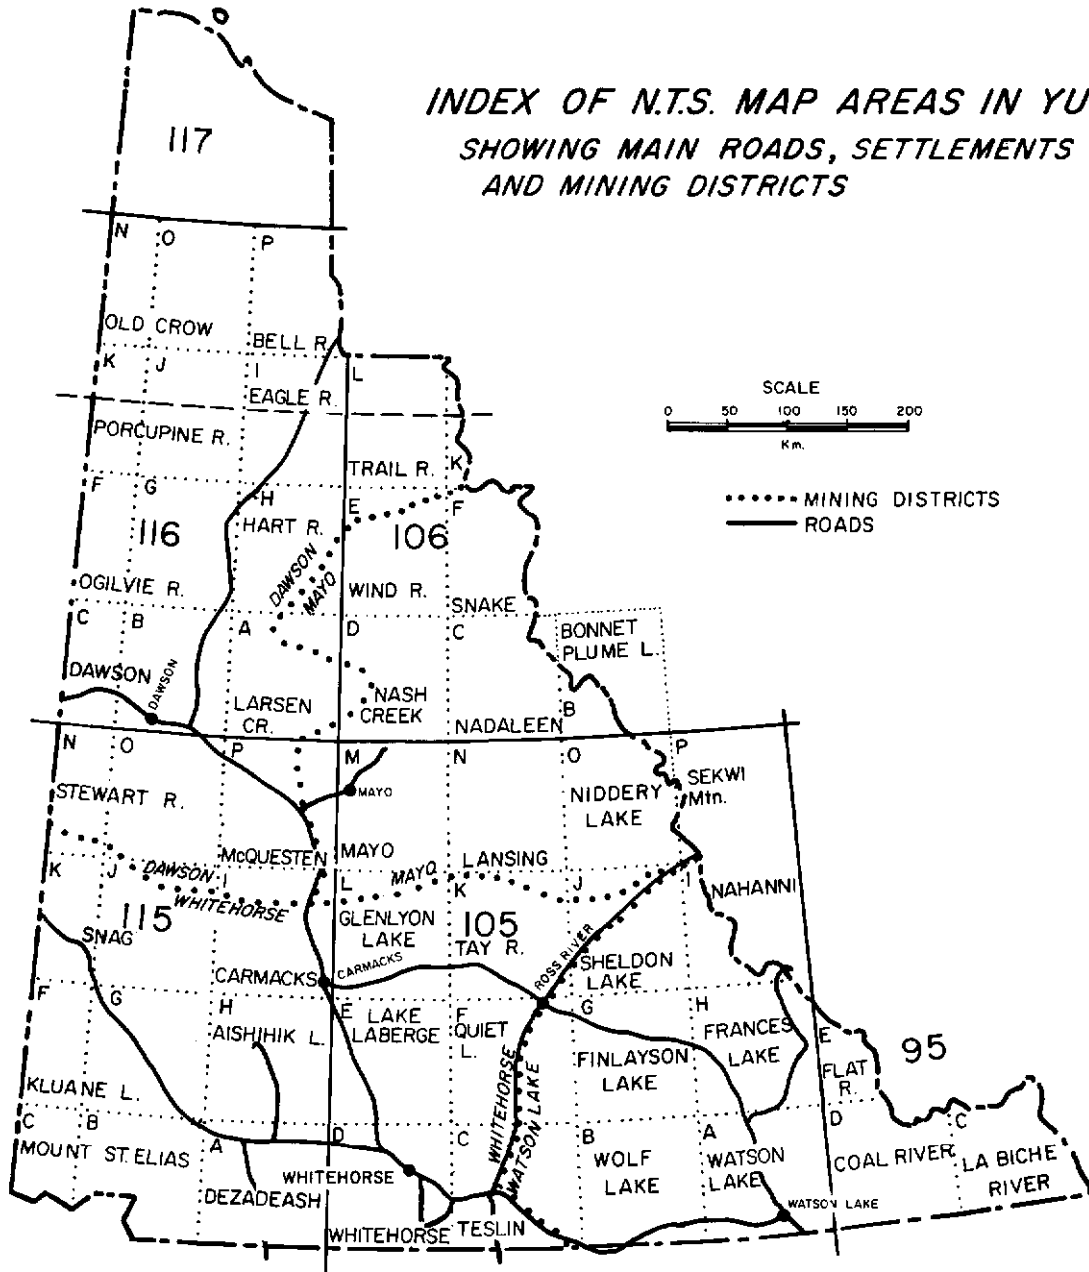 INDEX OF N.T.S. MAP AREAS IN YU
SHOWING MAIN ROADS, SETTLEMENTS
AND MINING DISTRICTS
117
N O P
OLD CROW
BELL R.
K J I L
EAGLE R.
SCALE
0 50 100 150 200
Km.
PORCUPINE R.
TRAIL R. K
F G H E F
MINING DISTRICTS
ROADS
HART R.
116
106
DAWSON
MAYO
OGILVIE R.
WIND R.
SNAKE
C B A D C
BONNET
PLUME L.
DAWSON
DAWSON
LARSEN
CR.
NASH
CREEK
B
NADALEEN
N O P M N O P
SEKWI
Mtn.
STEWART R.
MAYO
NIDDERY
LAKE
McQUESTEN
MAYO
LANSING
K J I L K J I
DAWSON
MAYO
WHITEHORSE
NAHANNI
115
GLENLYON
LAKE
105
TAY R.
SNAG
ROSS RIVER
SHELDON
LAKE
CARMACKS
CARMACKS
F G H E F G H E
AISHIHIK L.
LAKE
LABERGE
QUIET
L.
FRANCES
LAKE
95
FINLAYSON
LAKE
FLAT
R.
KLUANE L.
WHITEHORSE
WATSON LAKE
C B A D C B A D C
MOUNT ST. ELIAS
WOLF
LAKE
WATSON
LAKE
COAL RIVER
LA BICHE
RIVER
DEZADEASH
WHITEHORSE
WATSON LAKE
WHITEHORSE
TESLIN